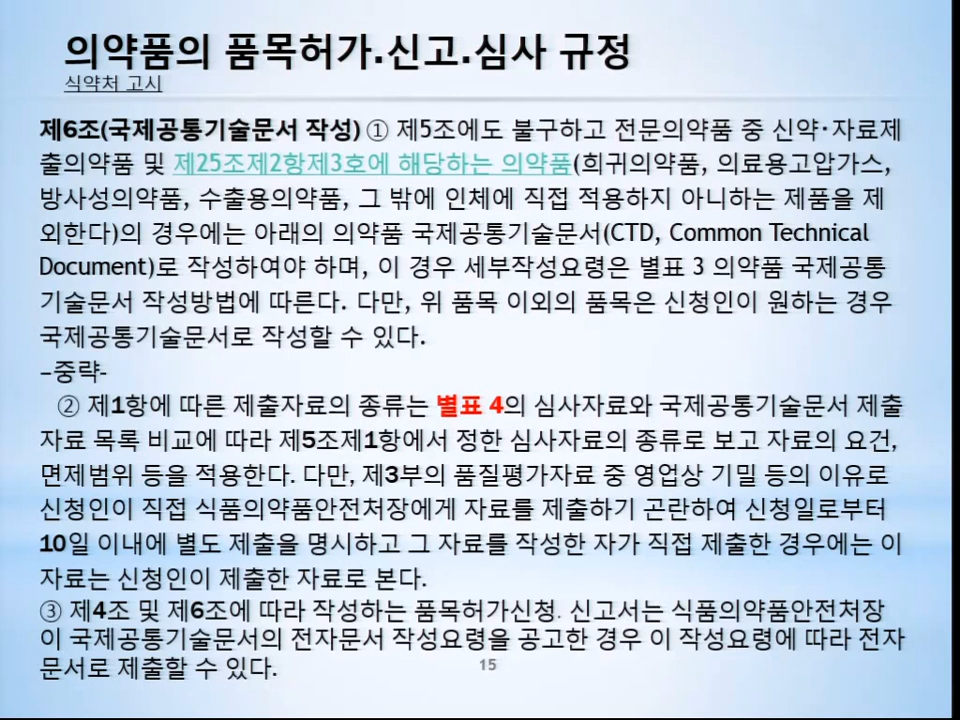 의약품의 품목허가.신고.심사 규정
식약처 고시
제6조(국제공통기술문서 작성) ① 제5조에도 불구하고 전문의약품 중 신약·자료제
출의약품 및 제25조제2항제3호에 해당하는 의약품(희귀의약품, 의료용고압가스,
방사성의약품, 수출용의약품, 그 밖에 인체에 직접 적용하지 아니하는 제품을 제
외한다)의 경우에는 아래의 의약품 국제공통기술문서(CTD, Common Technical
Document)로 작성하여야 하며, 이 경우 세부작성요령은 별표 3 의약품 국제공통
기술문서 작성방법에 따른다. 다만, 위 품목 이외의 품목은 신청인이 원하는 경우
국제공통기술문서로 작성할 수 있다.
–중략-
② 제1항에 따른 제출자료의 종류는 별표 4의 심사자료와 국제공통기술문서 제출
자료 목록 비교에 따라 제5조제1항에서 정한 심사자료의 종류로 보고 자료의 요건,
면제범위 등을 적용한다. 다만, 제3부의 품질평가자료 중 영업상 기밀 등의 이유로
신청인이 직접 식품의약품안전처장에게 자료를 제출하기 곤란하여 신청일로부터
10일 이내에 별도 제출을 명시하고 그 자료를 작성한 자가 직접 제출한 경우에는 이
자료는 신청인이 제출한 자료로 본다.
③ 제4조 및 제6조에 따라 작성하는 품목허가신청. 신고서는 식품의약품안전처장
이 국제공통기술문서의 전자문서 작성요령을 공고한 경우 이 작성요령에 따라 전자
문서로 제출할 수 있다.
15